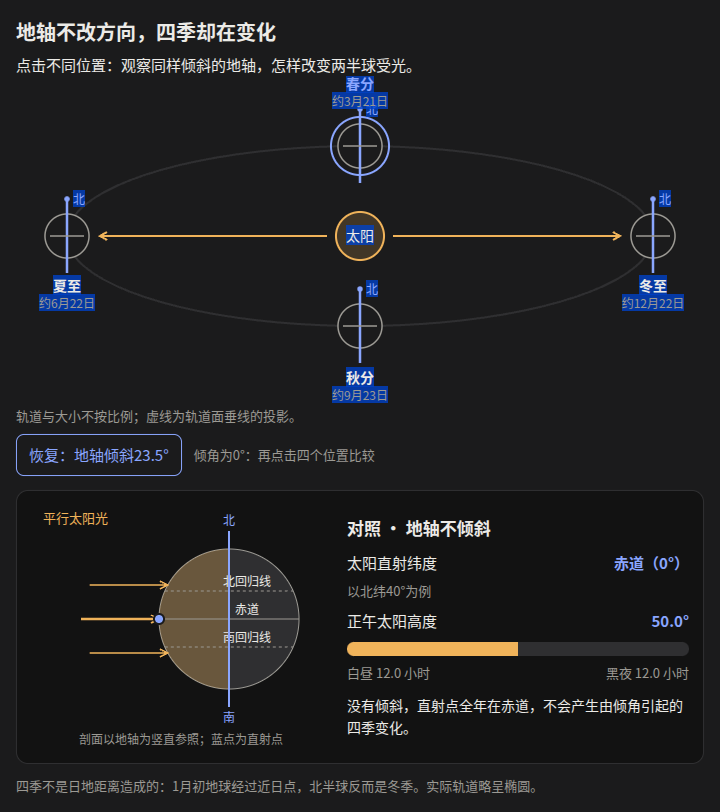 地轴不改方向，四季却在变化
点击不同位置：观察同样倾斜的地轴，怎样改变两半球受光。
春分
约3月21日
北
北
太阳
北
夏至
约6月22日
冬至
约12月22日
北
秋分
约9月23日
轨道与大小不按比例；虚线为轨道面垂线的投影。
恢复：地轴倾斜23.5°
倾角为0°：再点击四个位置比较
平行太阳光
北
北回归线
赤道
南回归线
南
剖面以地轴为竖直参照；蓝点为直射点
对照 · 地轴不倾斜
太阳直射纬度
赤道（0°）
以北纬40°为例
正午太阳高度
50.0°
白昼 12.0 小时
黑夜 12.0 小时
没有倾斜，直射点全年在赤道，不会产生由倾角引起的
四季变化。
四季不是日地距离造成的：1月初地球经过近日点，北半球反而是冬季。实际轨道略呈椭圆。